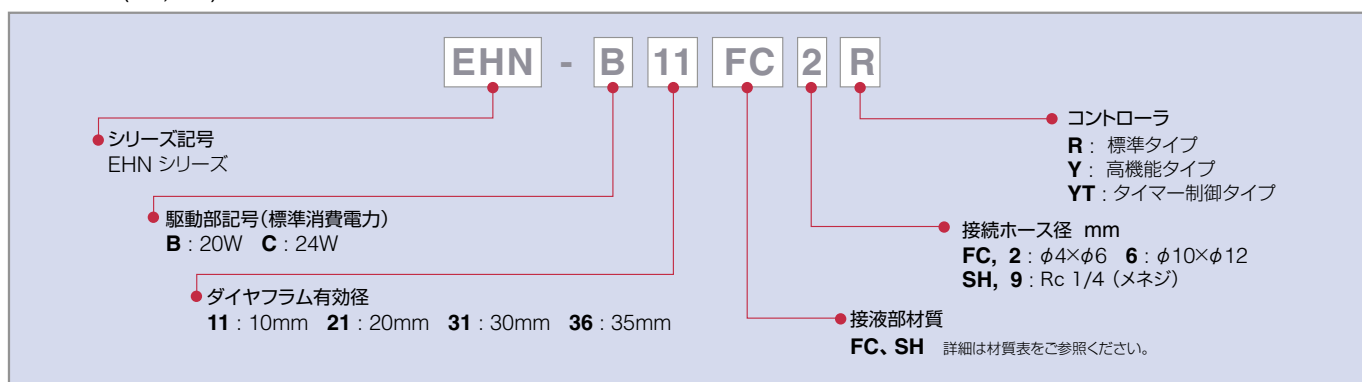 EHN - B 11 FC 2 R
シリーズ記号
EHN シリーズ
駆動部記号(標準消費電力)
B : 20W C : 24W
ダイヤフラム有効径
11 : 10mm 21 : 20mm 31 : 30mm 36 : 35mm
コントローラ
R : 標準タイプ
Y : 高機能タイプ
YT : タイマー制御タイプ
接続ホース径 mm
FC, 2 : φ4×φ6 6 : φ10×φ12
SH, 9 : Rc 1/4 (メネジ)
接液部材質
FC、SH 詳細は材質表をご参照ください。